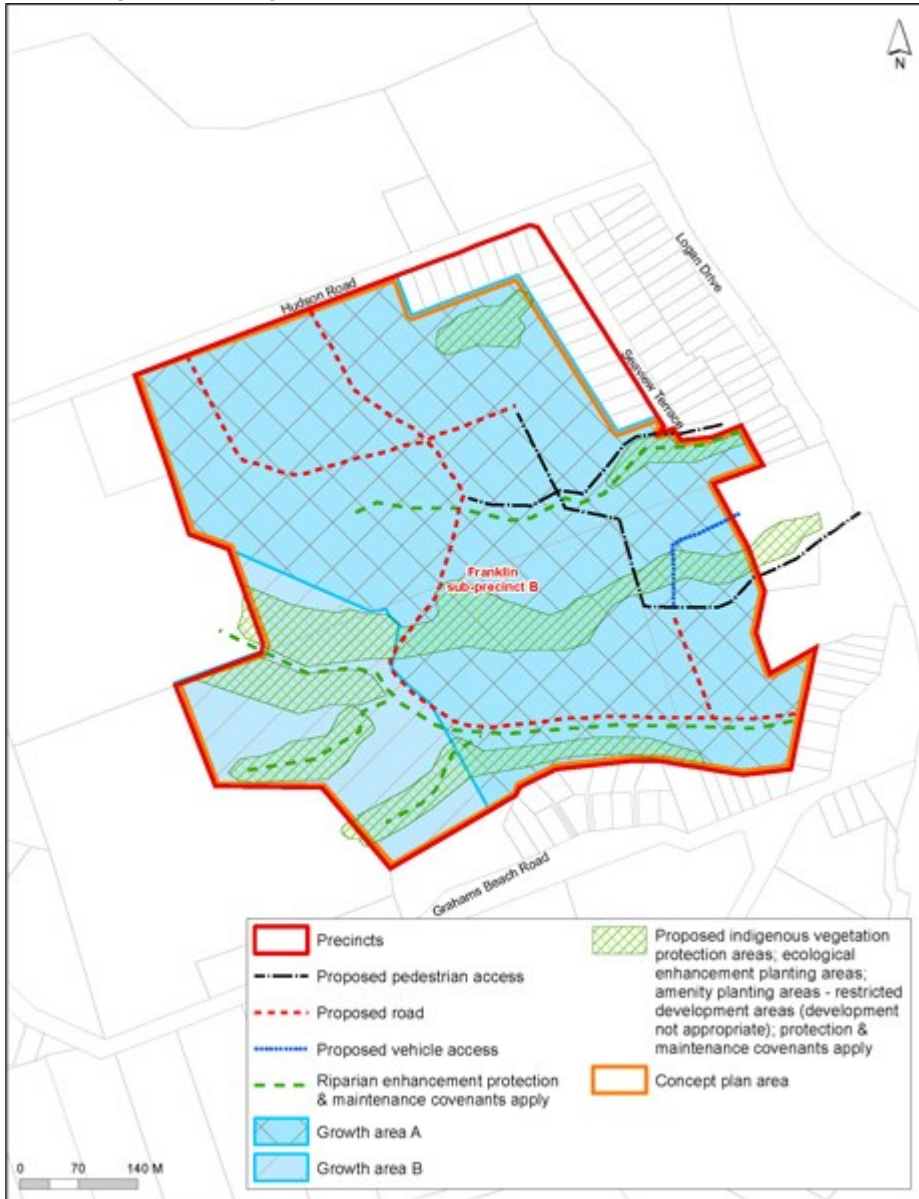 N
Logan Drive
Hudson Road
Seaview Terrace
Franklin
sub-precinct B
Grahams Beach Road
Precincts
Proposed pedestrian access
Proposed road
Proposed vehicle access
Riparian enhancement protection
& maintenance covenants apply
Growth area A
Growth area B
Proposed indigenous vegetation
protection areas; ecological
enhancement planting areas;
amenity planting areas - restricted
development areas (development
not appropriate); protection &
maintenance covenants apply
Concept plan area
0 70 140 M